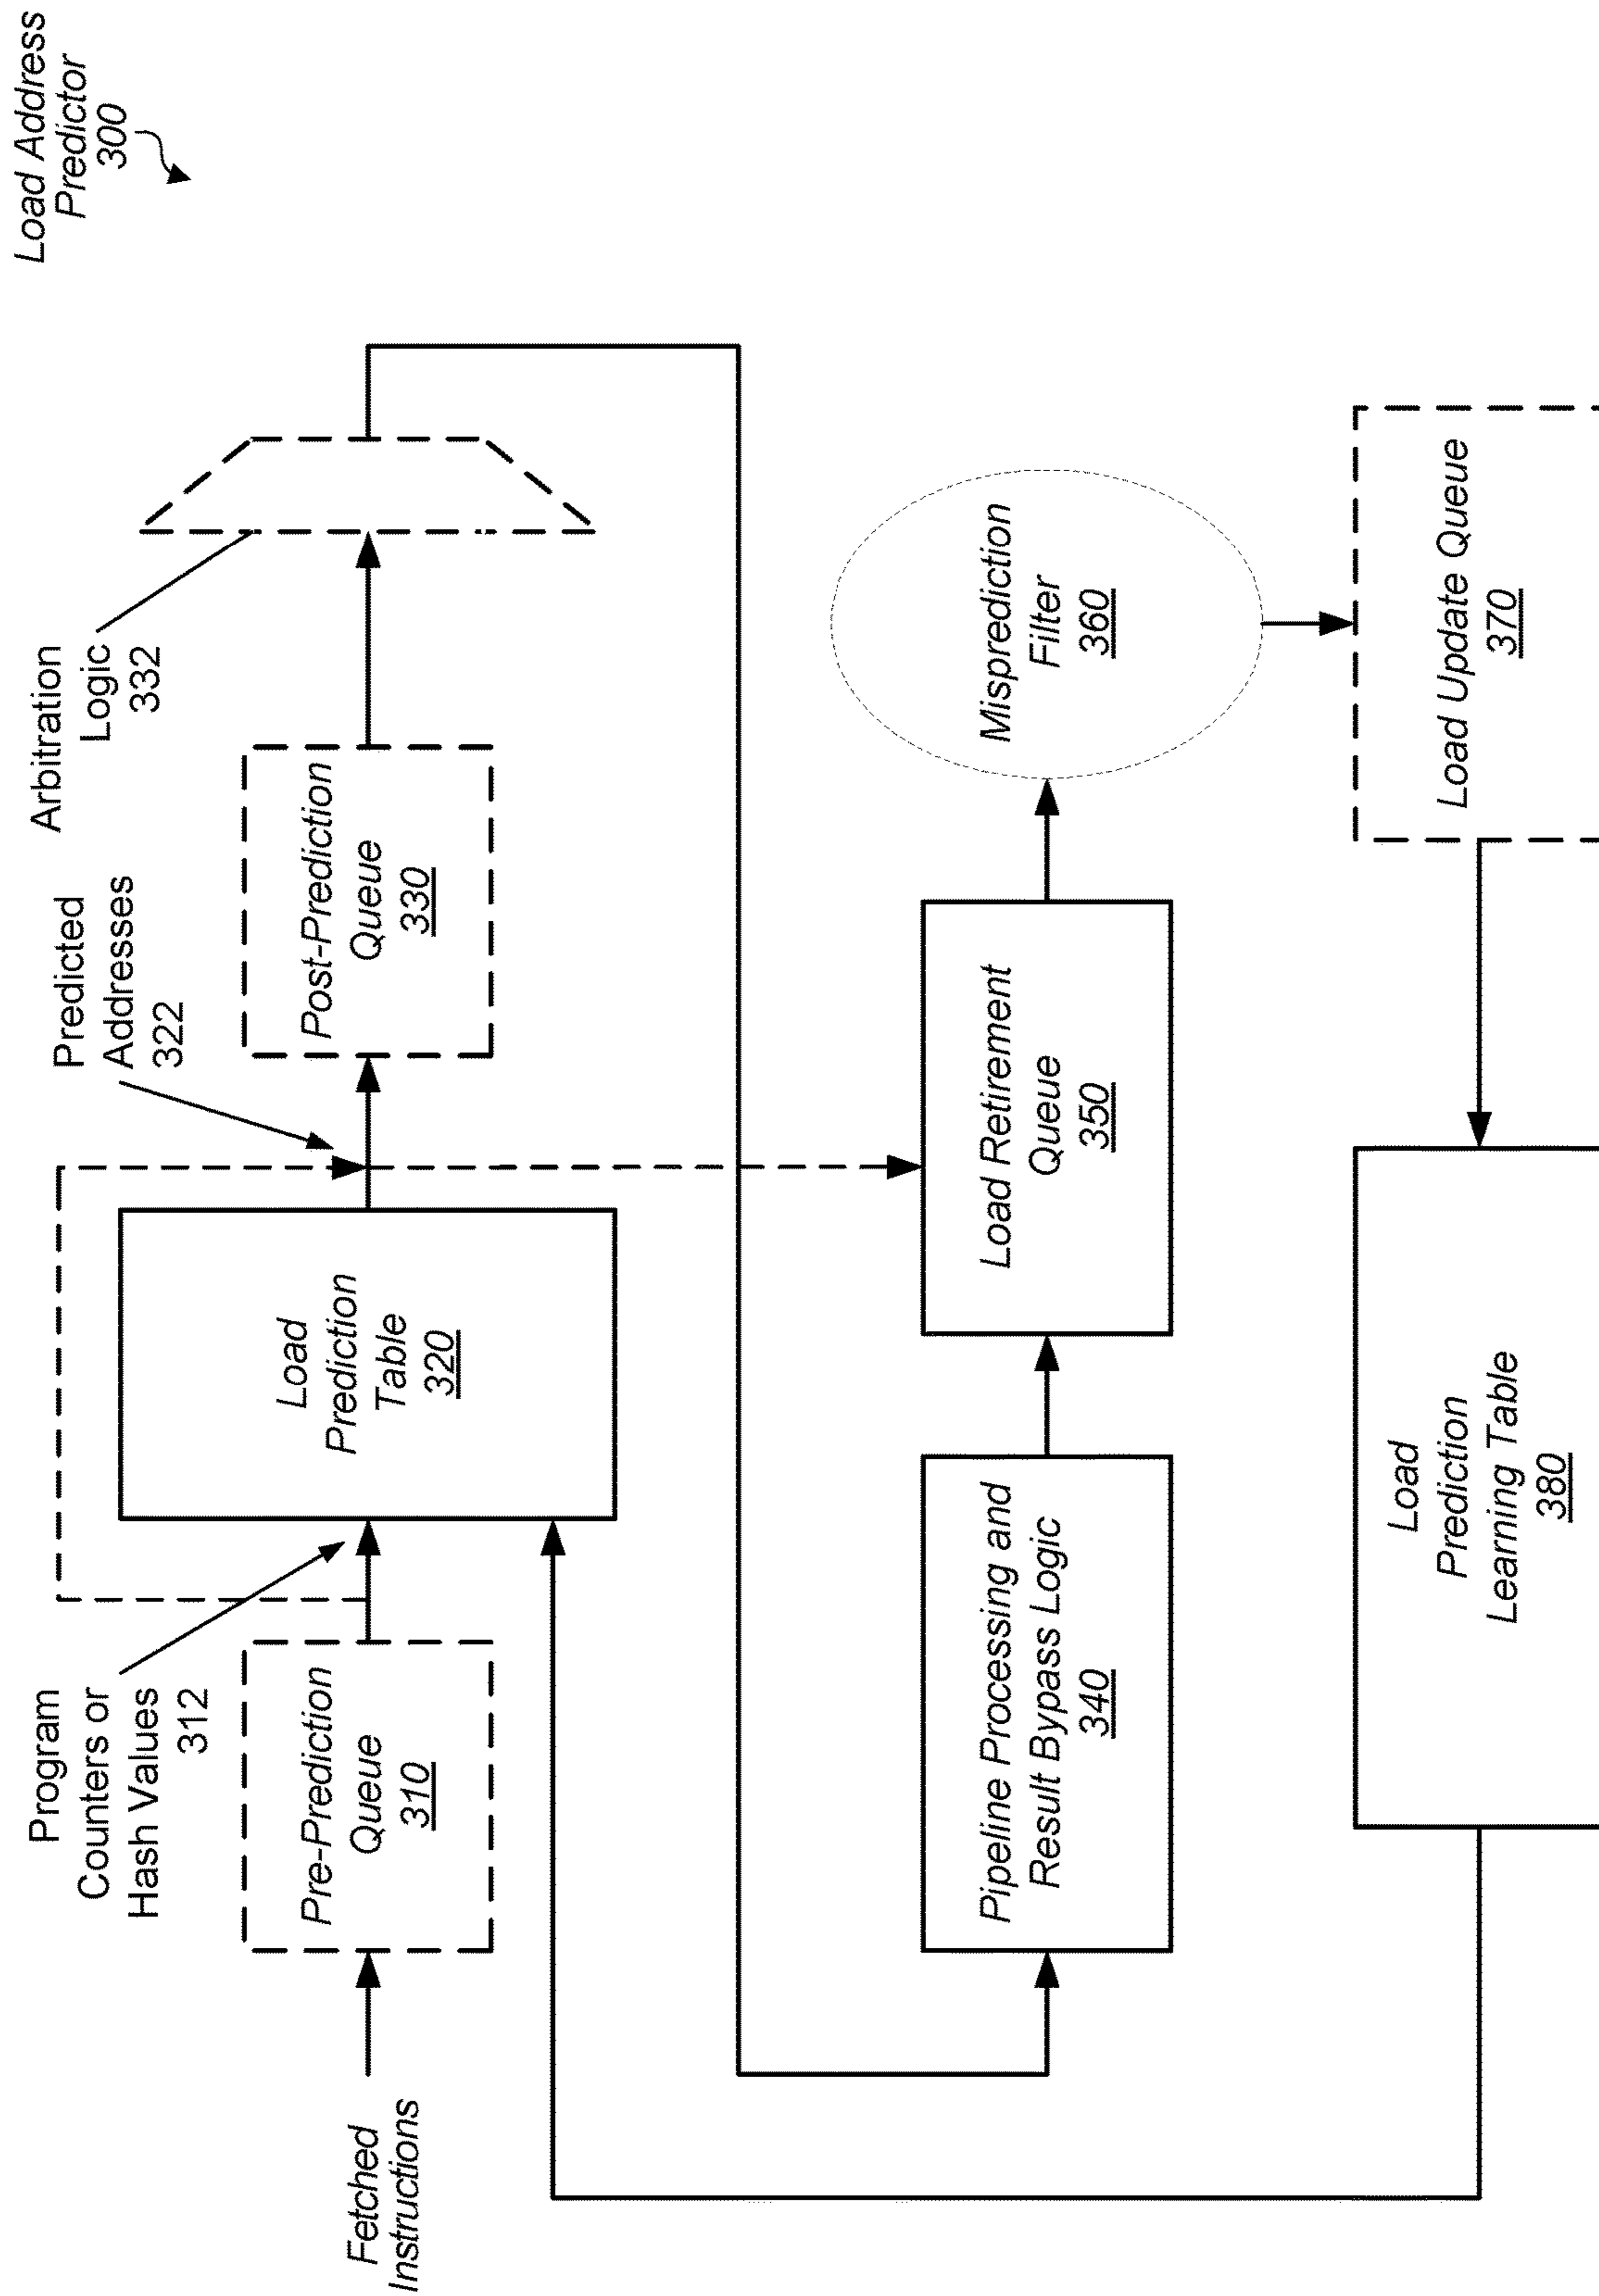 Load Address
Predictor
300
Program
Counters or
Hash Values
312
Predicted
Addresses
322
Arbitration
Logic
332
Fetched
Instructions
Pre-Prediction
Queue
310
Load
Prediction
Table
320
Post-Prediction
Queue
330
Pipeline Processing and
Result Bypass Logic
340
Load Retirement
Queue
350
Misprediction
Filter
360
Load
Prediction
Learning Table
380
Load Update Queue
370